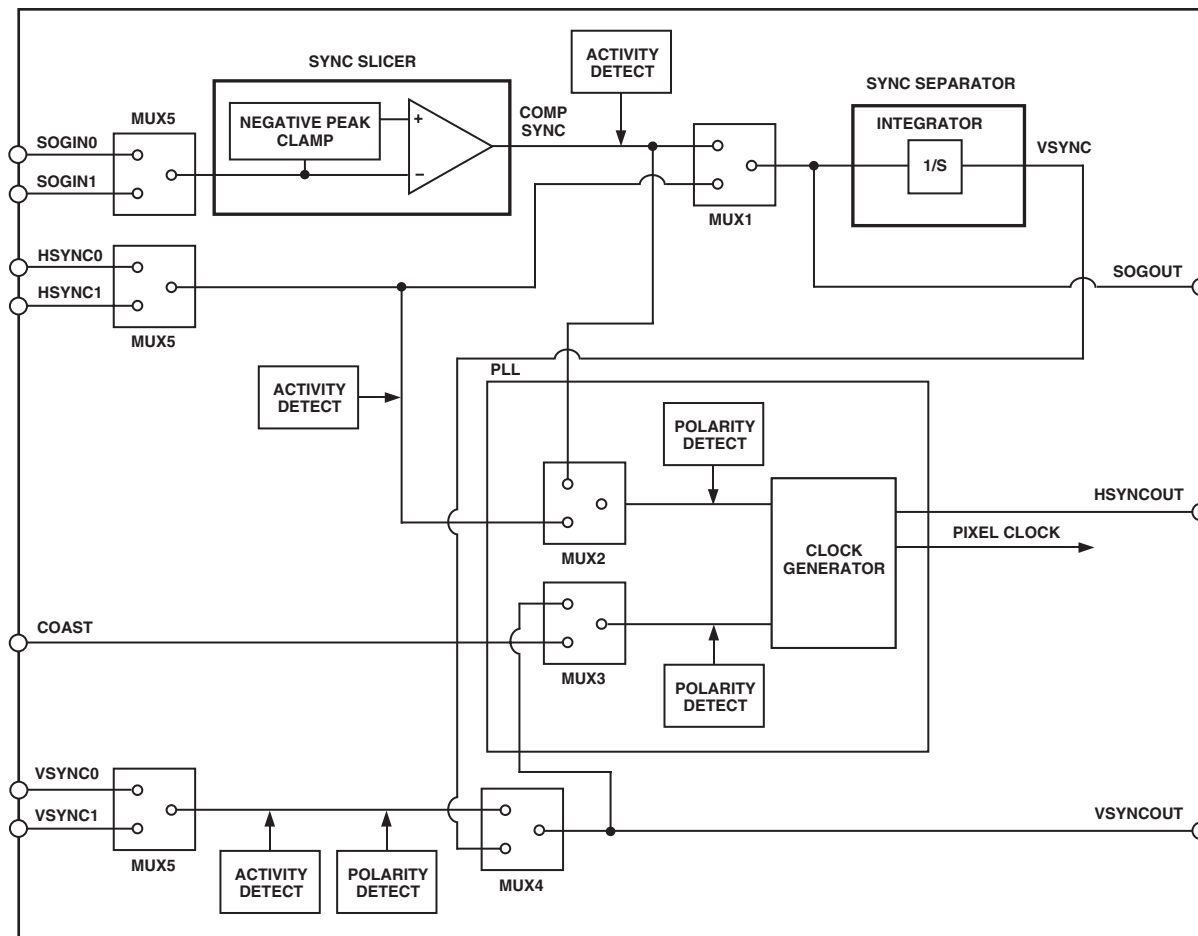 ACTIVITY
DETECT
SYNC SLICER
SYNC SEPARATOR
MUX5
NEGATIVE PEAK
CLAMP
+
−
COMP
SYNC
INTEGRATOR
1/S
VSYNC
SOGIN0
SOGIN1
MUX1
HSYNC0
HSYNC1
MUX5
SOGOUT
PLL
ACTIVITY
DETECT
POLARITY
DETECT
MUX2
CLOCK
GENERATOR
HSYNCOUT
PIXEL CLOCK
COAST
MUX3
POLARITY
DETECT
VSYNC0
VSYNC1
MUX5
ACTIVITY
DETECT
POLARITY
DETECT
MUX4
VSYNCOUT